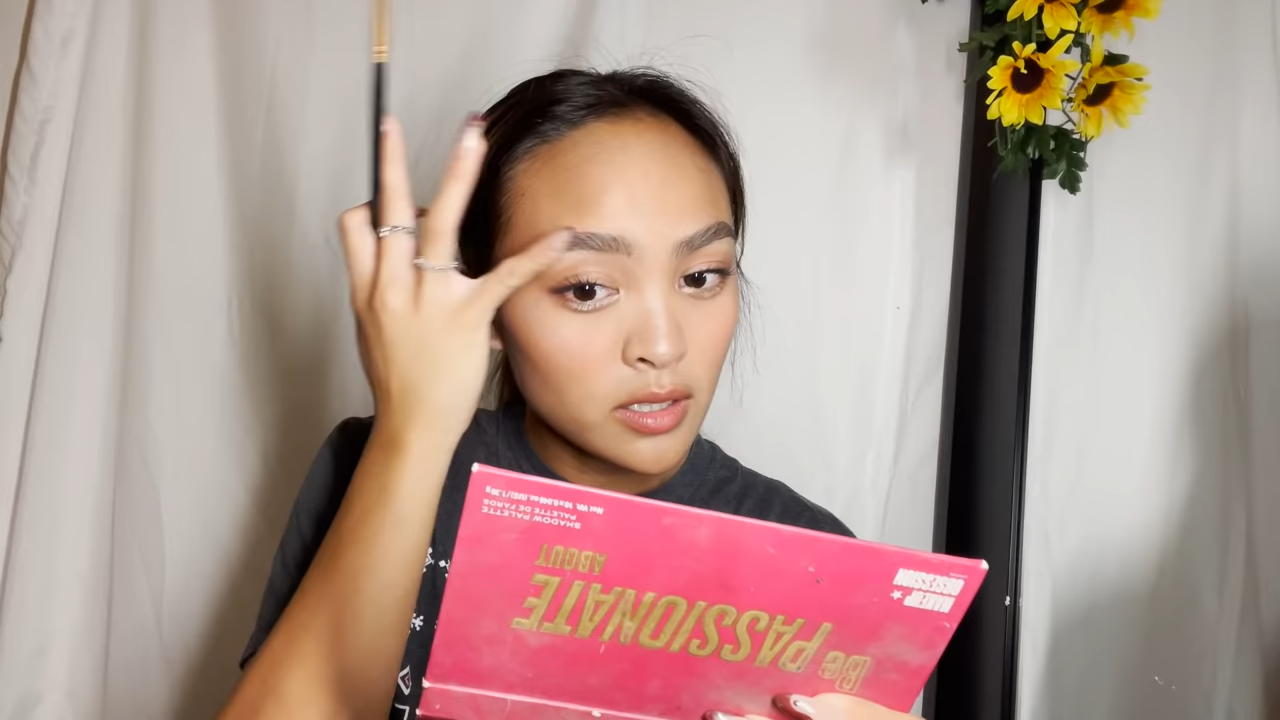 Be PASSIONATE
ABOUT
MAKEUP
OBSESSION
SHADOW PALETTE
PALETTE DE FARDS